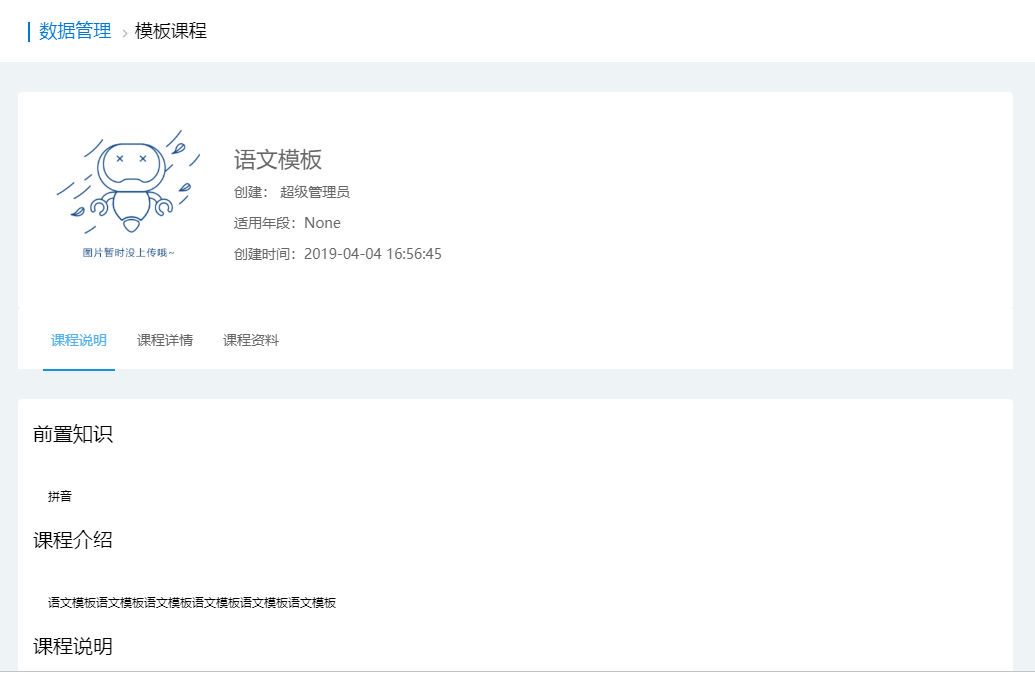 数据管理 › 模板课程
语文模板
创建： 超级管理员
适用年段：None
创建时间：2019-04-04 16:56:45
图片暂时没上传哦~
课程说明 课程详情 课程资料
前置知识
拼音
课程介绍
语文模板语文模板语文模板语文模板语文模板语文模板
课程说明